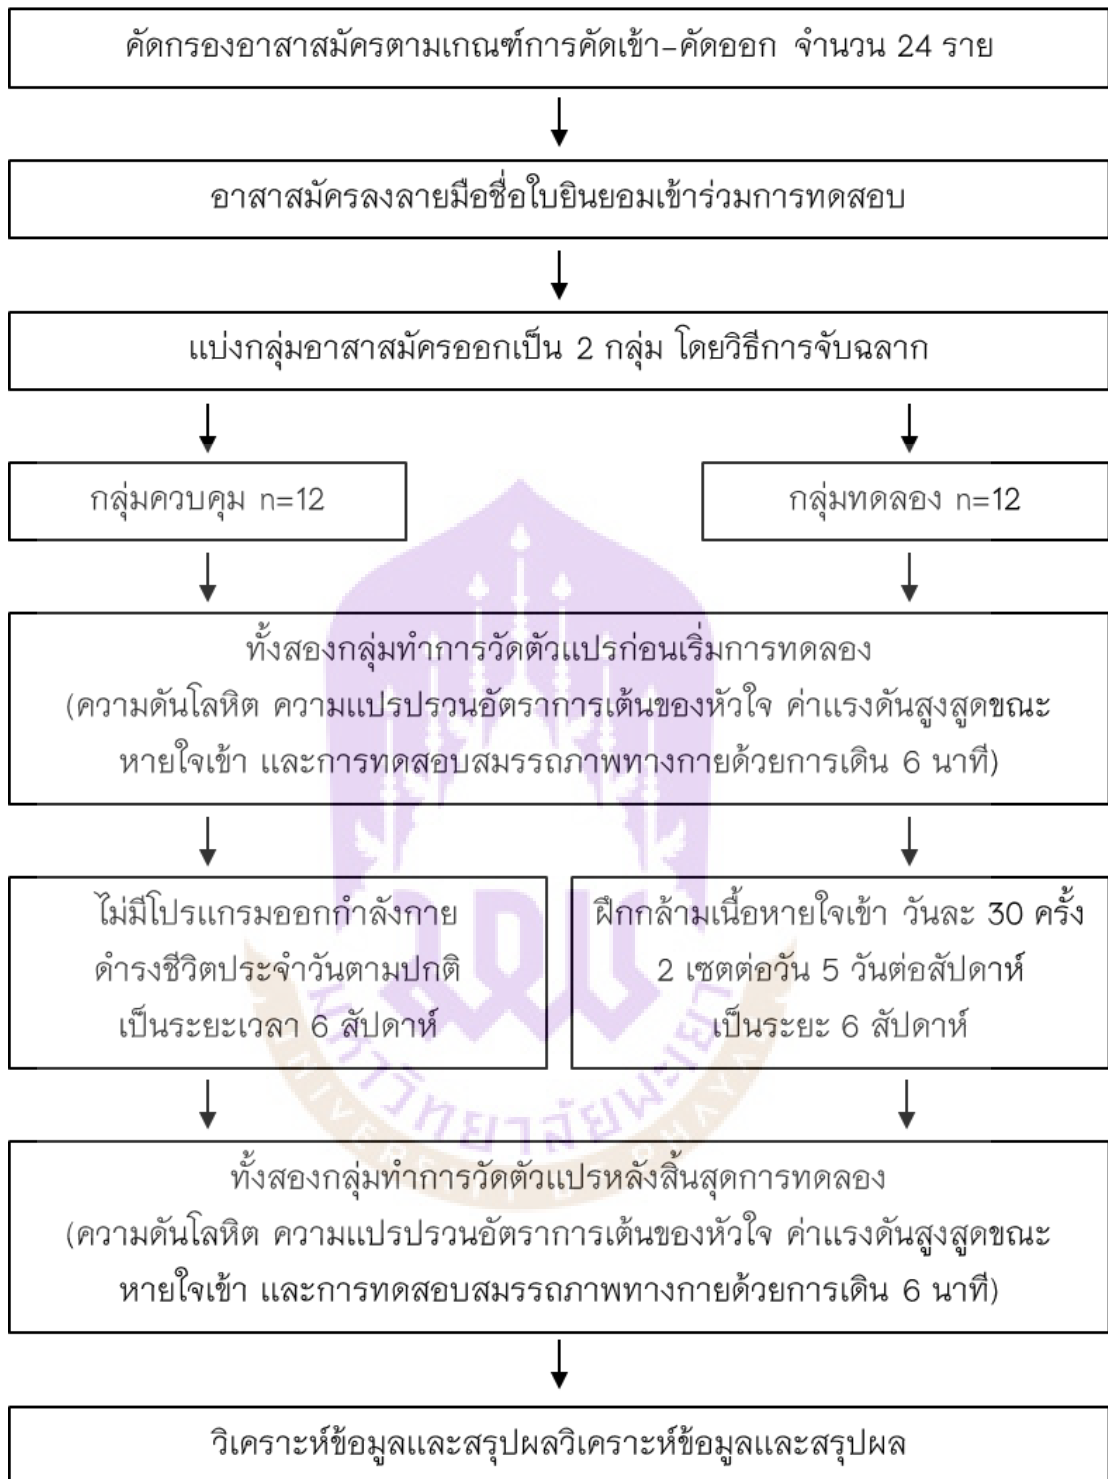 คัดกรองอาสาสมัครตามเกณฑ์การคัดเข้า-คัดออก จำนวน 24 ราย
อาสาสมัครลงลายมือชื่อใบยินยอมเข้าร่วมการทดสอบ
แบ่งกลุ่มอาสาสมัครออกเป็น 2 กลุ่ม โดยวิธีการจับฉลาก
กลุ่มควบคุม n=12
กลุ่มทดลอง n=12
ทั้งสองกลุ่มทำการวัดตัวแปรก่อนเริ่มการทดลอง
(ความดันโลหิต ความแปรปรวนอัตราการเต้นของหัวใจ ค่าแรงดันสูงสูดขณะ
หายใจเข้า และการทดสอบสมรรถภาพทางกายด้วยการเดิน 6 นาที)
ไม่มีโปรแกรมออกกำลังกาย
ดำรงชีวิตประจำวันตามปกติ
เป็นระยะเวลา 6 สัปดาห์
ฝึกกล้ามเนื้อหายใจเข้า วันละ 30 ครั้ง
2 เซตต่อวัน 5 วันต่อสัปดาห์
เป็นระยะ 6 สัปดาห์
มหาวิทยาลัยพะเยา
UNIVERSITY OF PHAYAO
ทั้งสองกลุ่มทำการวัดตัวแปรหลังสิ้นสุดการทดลอง
(ความดันโลหิต ความแปรปรวนอัตราการเต้นของหัวใจ ค่าแรงดันสูงสูดขณะ
หายใจเข้า และการทดสอบสมรรถภาพทางกายด้วยการเดิน 6 นาที)
วิเคราะห์ข้อมูลและสรุปผลวิเคราะห์ข้อมูลและสรุปผล